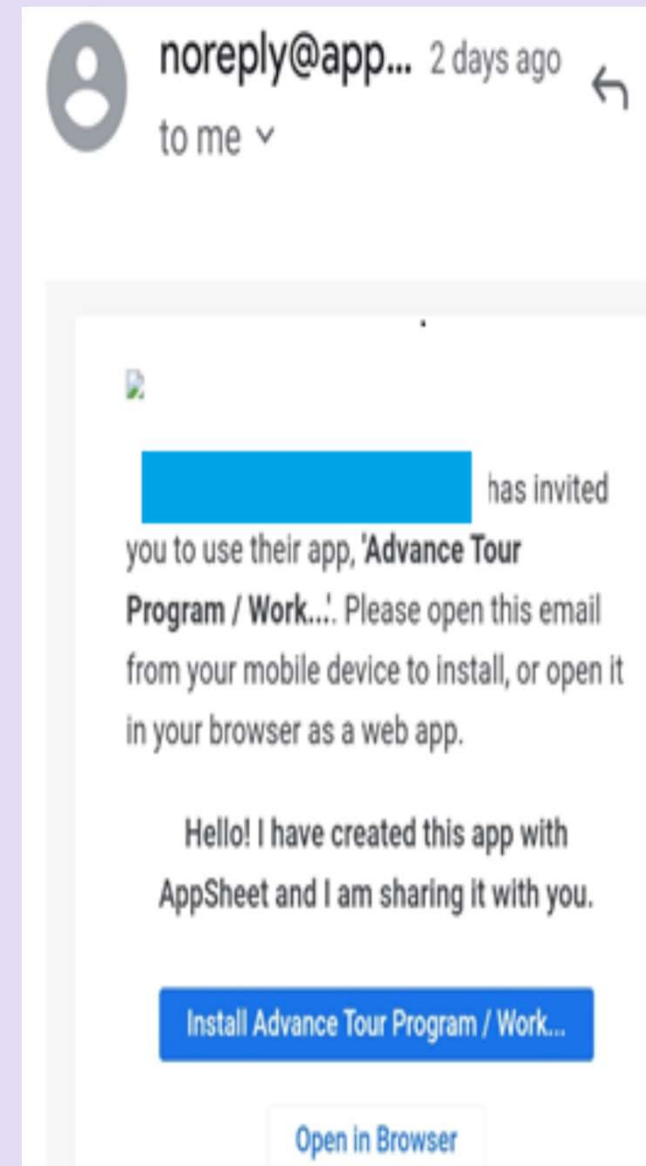 noreply@app... 2 days ago
to me
has invited
you to use their app, 'Advance Tour
Program / Work...'. Please open this email
from your mobile device to install, or open it
in your browser as a web app.
Hello! I have created this app with
AppSheet and I am sharing it with you.
Install Advance Tour Program / Work...
Open in Browser